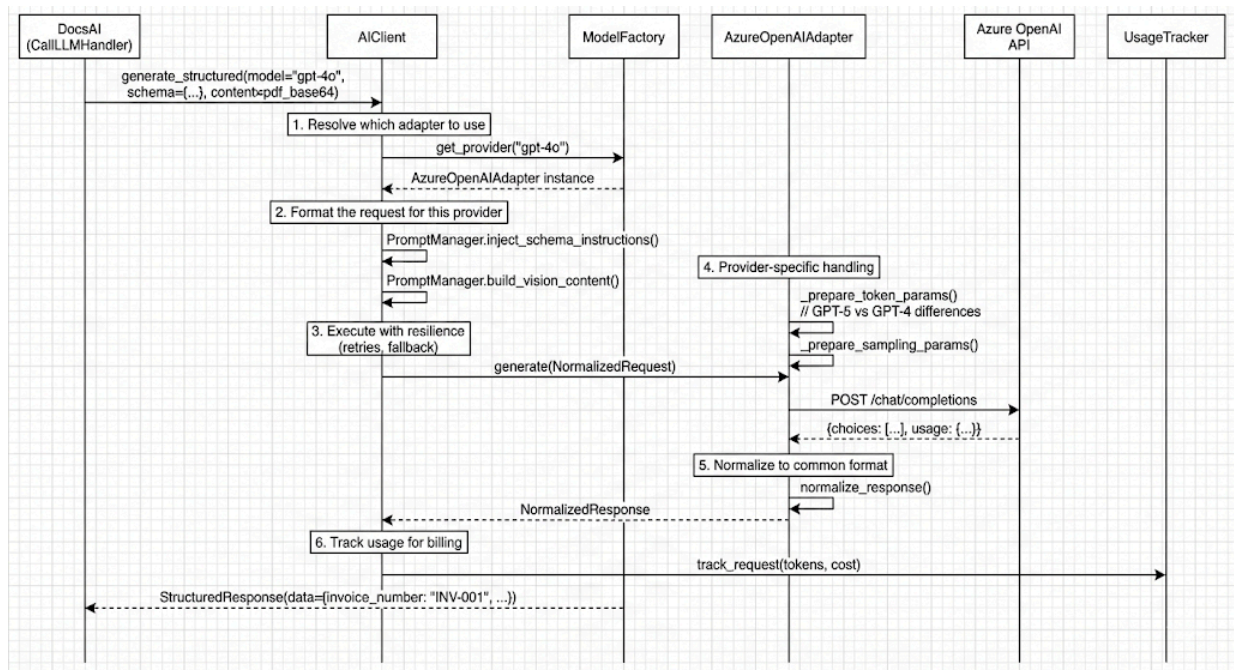 DocsAI
(CallLLMHandler)
AIClient
ModelFactory
AzureOpenAIAdapter
Azure OpenAI
API
UsageTracker
generate_structured(model="gpt-4o",
schema={...}, content=pdf_base64)
1. Resolve which adapter to use
get_provider("gpt-4o")
AzureOpenAIAdapter instance
2. Format the request for this provider
PromptManager.inject_schema_instructions()
PromptManager.build_vision_content()
4. Provider-specific handling
_prepare_token_params()
// GPT-5 vs GPT-4 differences
3. Execute with resilience
(retries, fallback)
_prepare_sampling_params()
generate(NormalizedRequest)
POST /chat/completions
{choices: [...], usage: {...}}
5. Normalize to common format
normalize_response()
NormalizedResponse
6. Track usage for billing
track_request(tokens, cost)
StructuredResponse(data={invoice_number: "INV-001", ...})